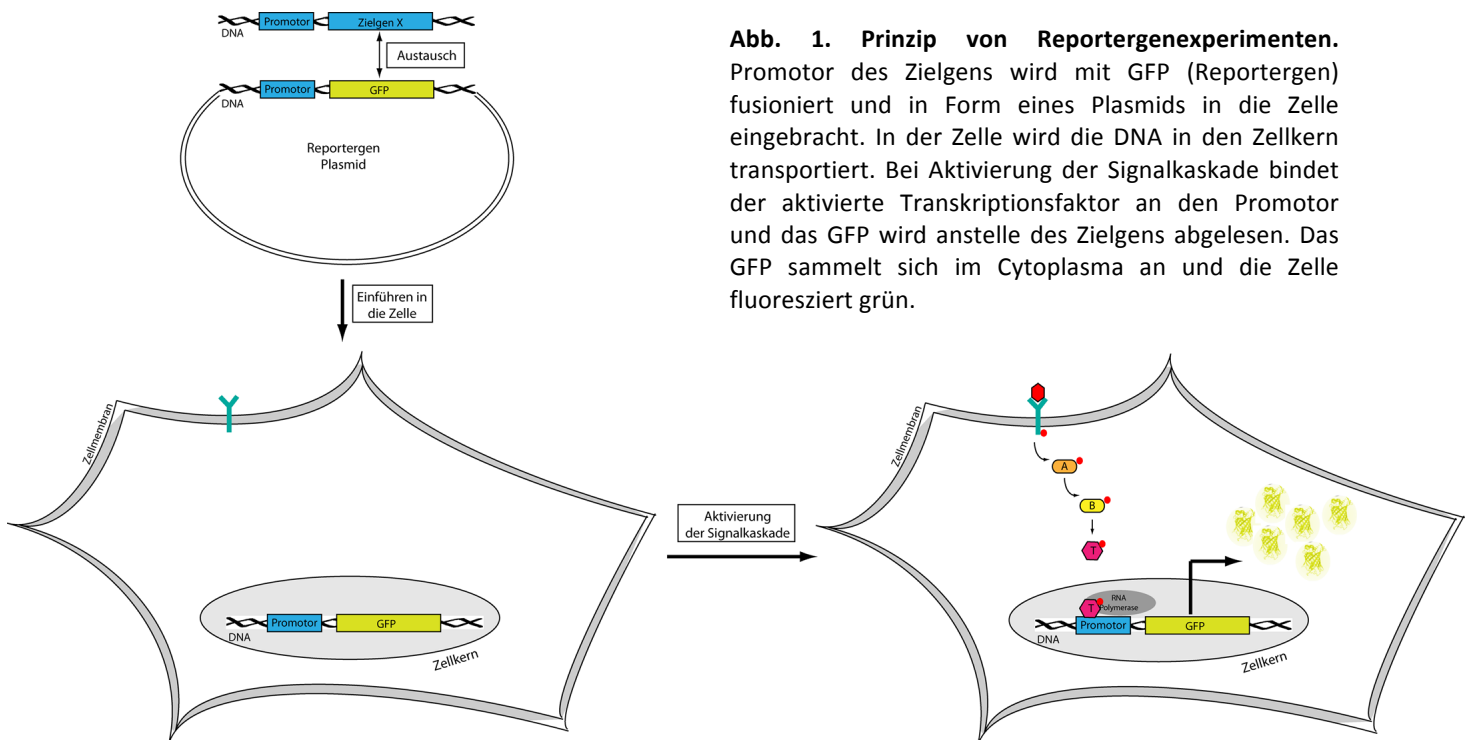 Promotor
Zielgen X
DNA
Austausch
Promotor
GFP
DNA
Reportergen
Plasmid
Einführen in
die Zelle
Abb. 1. Prinzip von Reportergenexperimenten.
Promotor des Zielgens wird mit GFP (Reportergen)
fusioniert und in Form eines Plasmids in die Zelle
eingebracht. In der Zelle wird die DNA in den Zellkern
transportiert. Bei Aktivierung der Signalkaskade bindet
der aktivierte Transkriptionsfaktor an den Promotor
und das GFP wird anstelle des Zielgens abgelesen. Das
GFP sammelt sich im Cytoplasma an und die Zelle
fluoresziert grün.
Zellmembran
Promotor
GFP
DNA
Zellkern
Aktivierung
der Signalkaskade
Zellmembran
A
B
T
T
RNA
Polymerase
Promotor
GFP
DNA
Zellkern